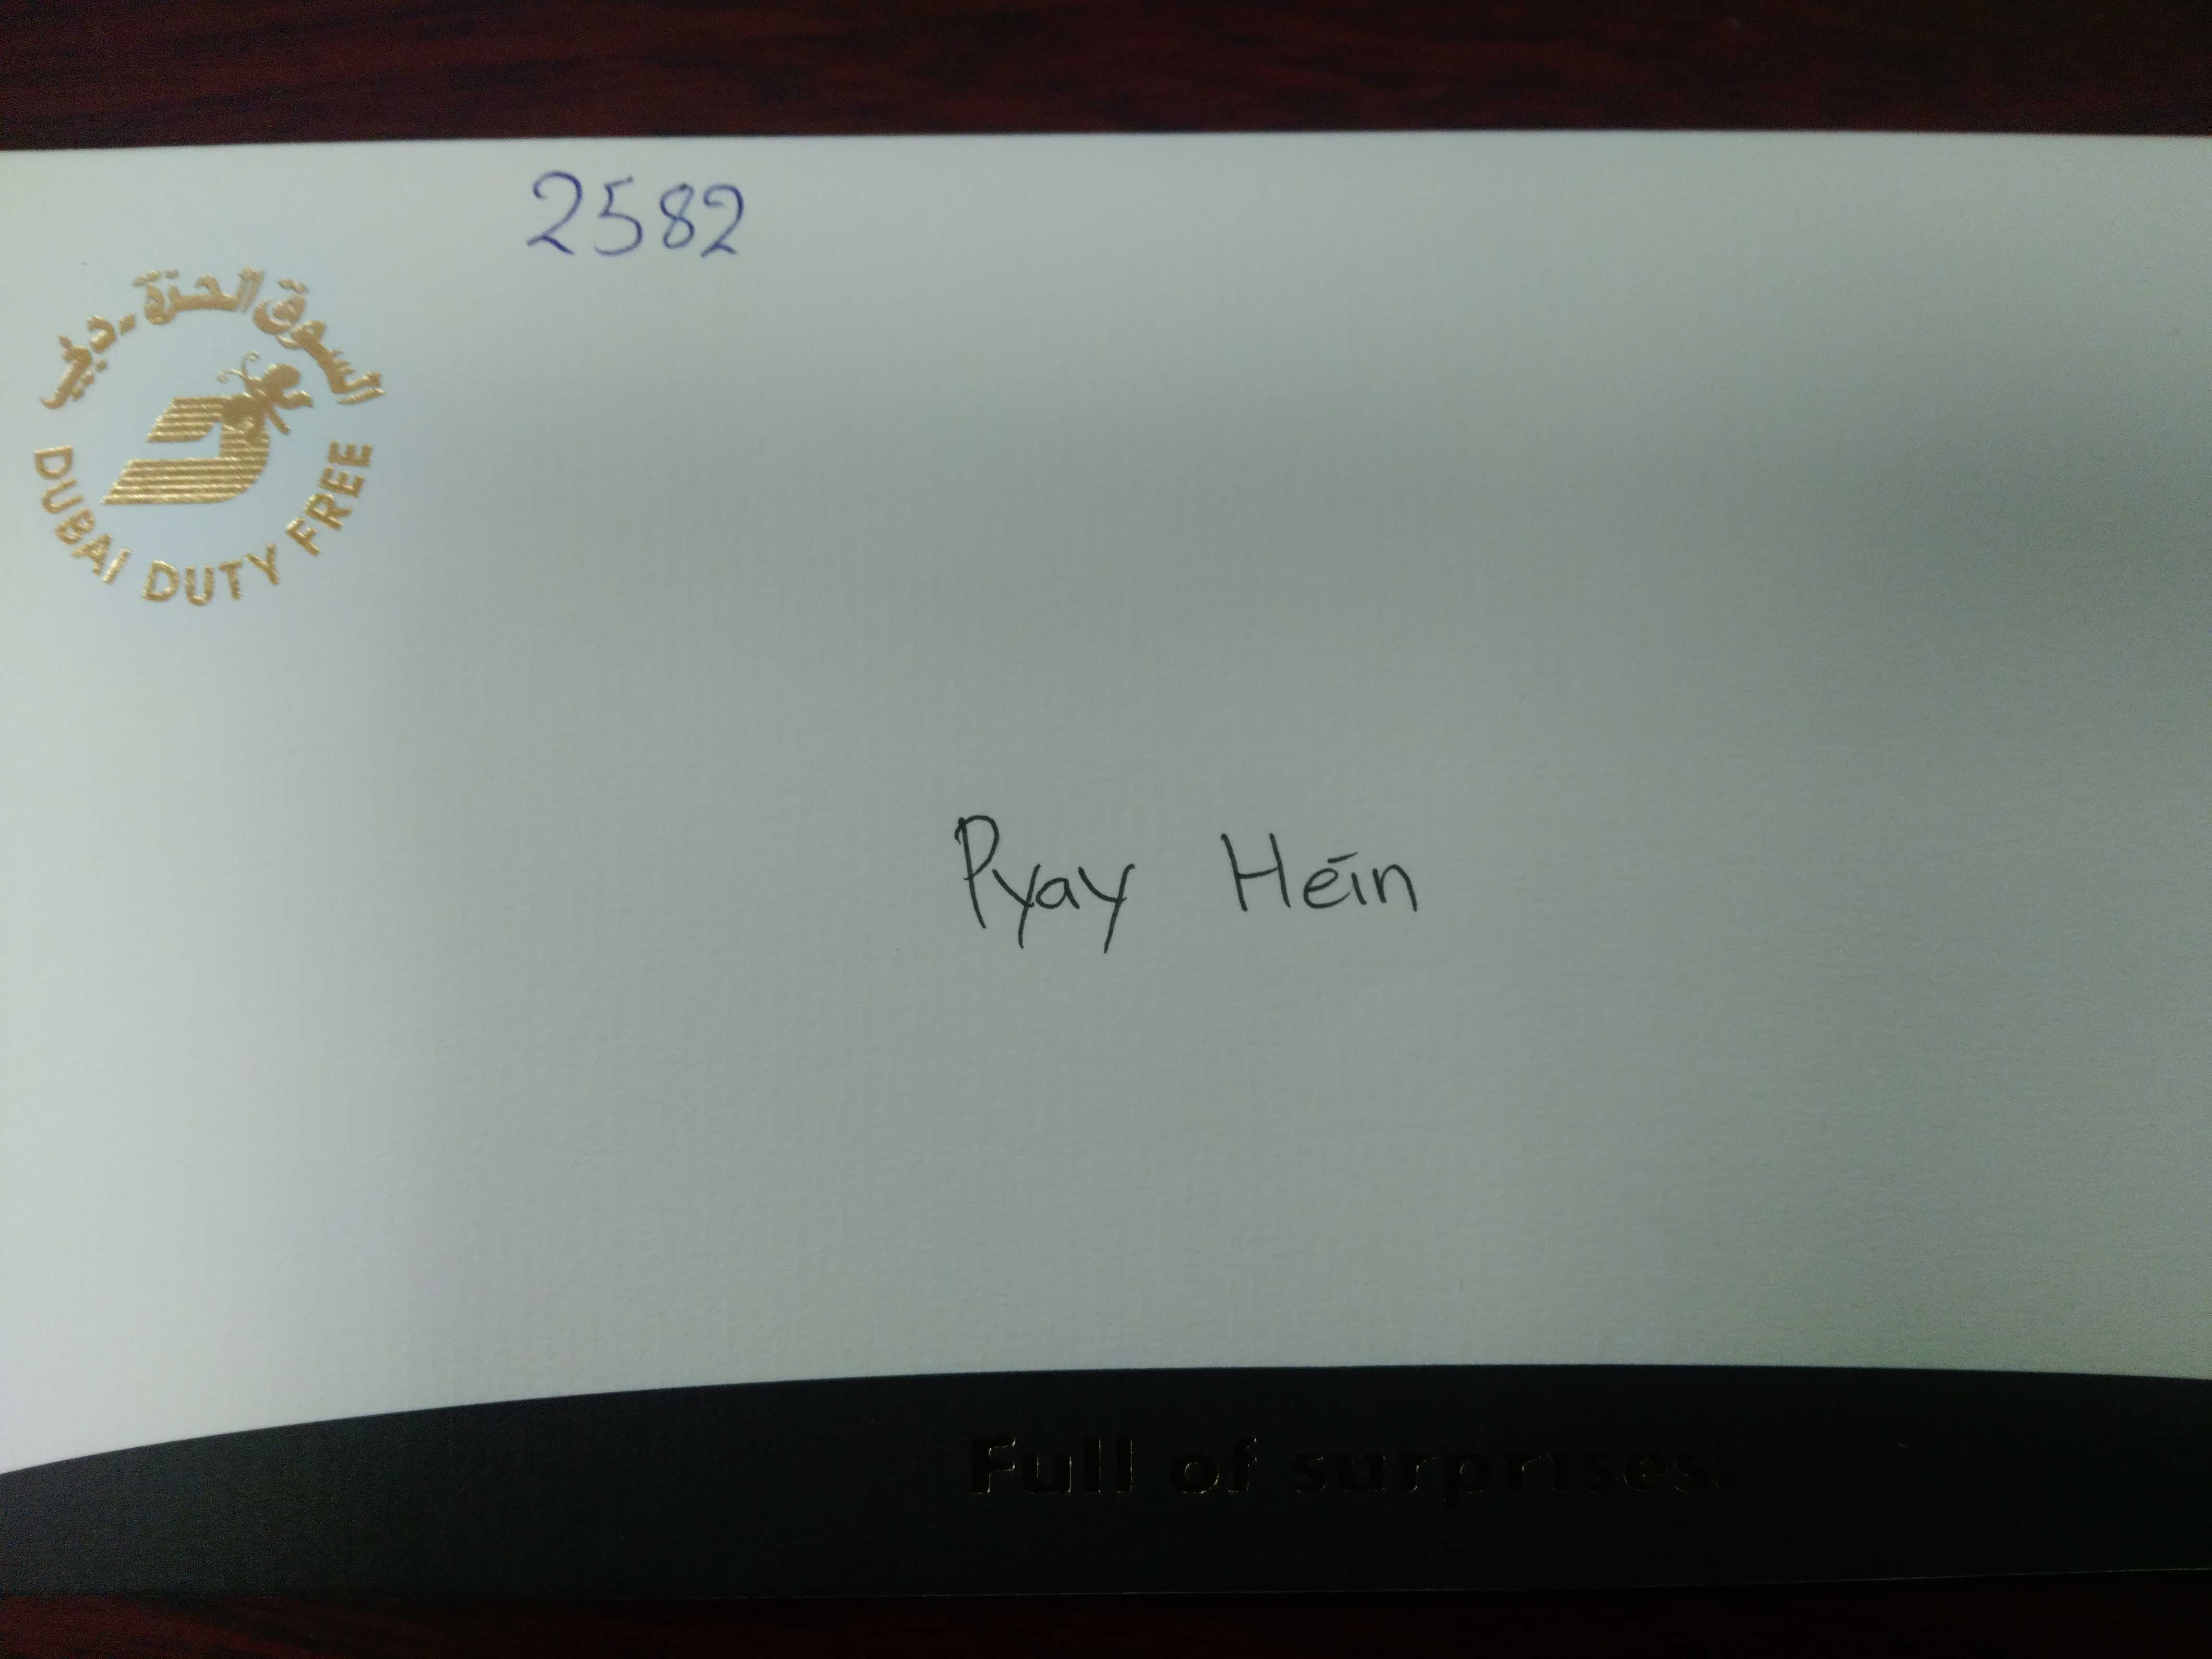 2582
السوق الحرة - دبي
DUBAI DUTY FREE
Pyay Hein
Full of surprises.